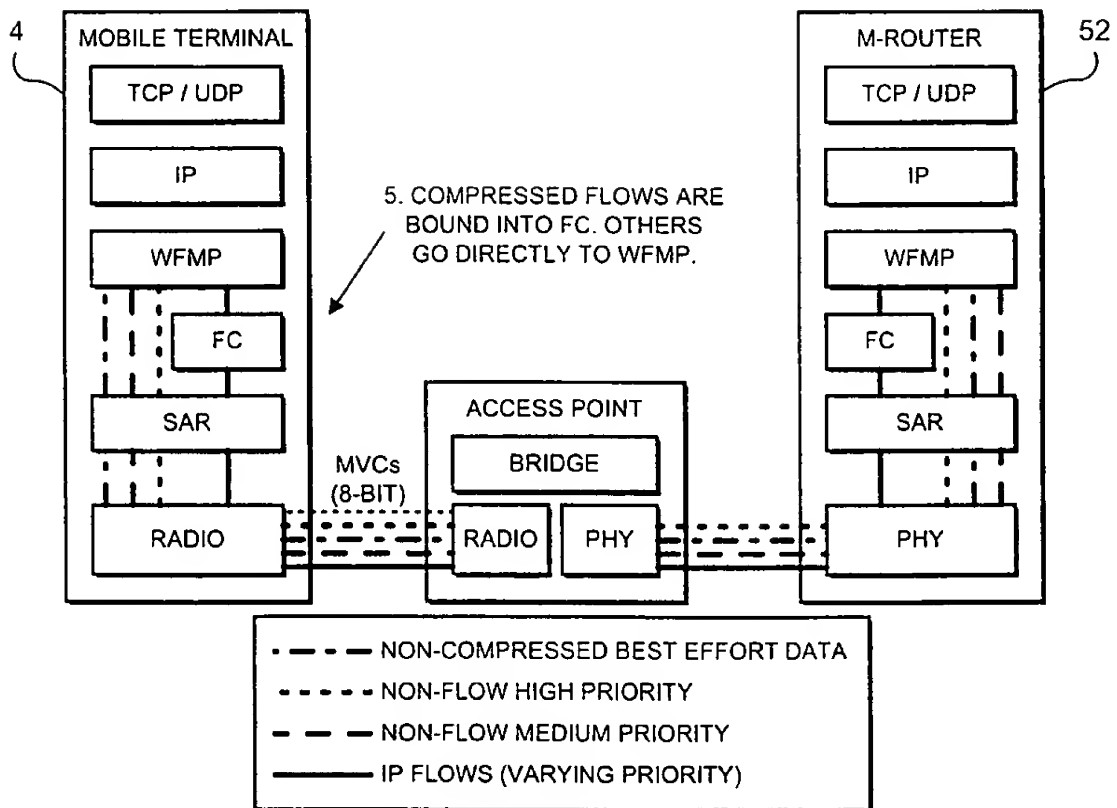 4
MOBILE TERMINAL
TCP / UDP
IP
WFMP
FC
SAR
RADIO
5. COMPRESSED FLOWS ARE
BOUND INTO FC. OTHERS
GO DIRECTLY TO WFMP.
MVCs
(8-BIT)
ACCESS POINT
BRIDGE
RADIO
PHY
52
M-ROUTER
TCP / UDP
IP
WFMP
FC
SAR
PHY
NON-COMPRESSED BEST EFFORT DATA
NON-FLOW HIGH PRIORITY
NON-FLOW MEDIUM PRIORITY
IP FLOWS (VARYING PRIORITY)